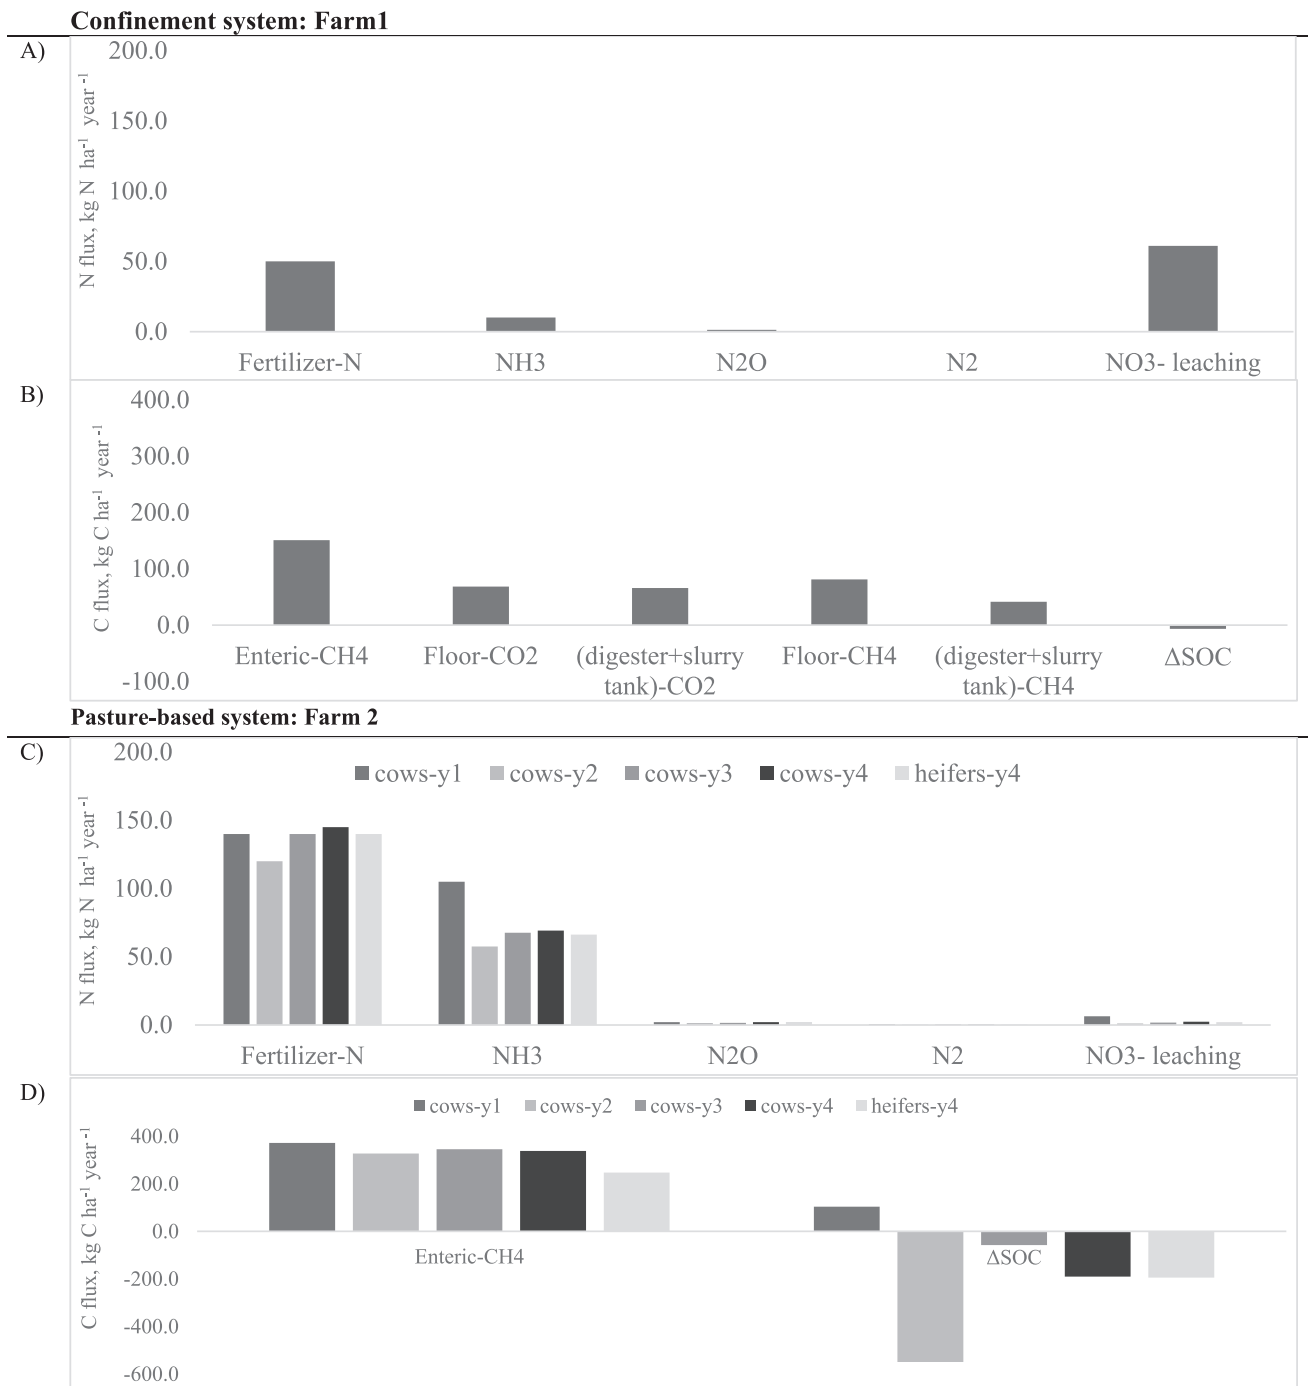 Confinement system: Farm1
A)
N flux, kg N ha⁻¹ year⁻¹
200.0
150.0
100.0
50.0
0.0
Fertilizer-N NH3 N2O N2 NO3- leaching
B)
C flux, kg C ha⁻¹ year⁻¹
400.0
300.0
200.0
100.0
0.0
-100.0
Enteric-CH4 Floor-CO2 (digester+slurry Floor-CH4 (digester+slurry ΔSOC
tank)-CO2 tank)-CH4
Pasture-based system: Farm 2
C)
N flux, kg N ha⁻¹ year⁻¹
200.0
150.0
100.0
50.0
0.0
cows-y1 cows-y2 cows-y3 cows-y4 heifers-y4
Fertilizer-N NH3 N2O N2 NO3- leaching
D)
C flux, kg C ha⁻¹ year⁻¹
cows-y1 cows-y2 cows-y3 cows-y4 heifers-y4
400.0
200.0
0.0
-200.0
-400.0
-600.0
Enteric-CH4 ΔSOC